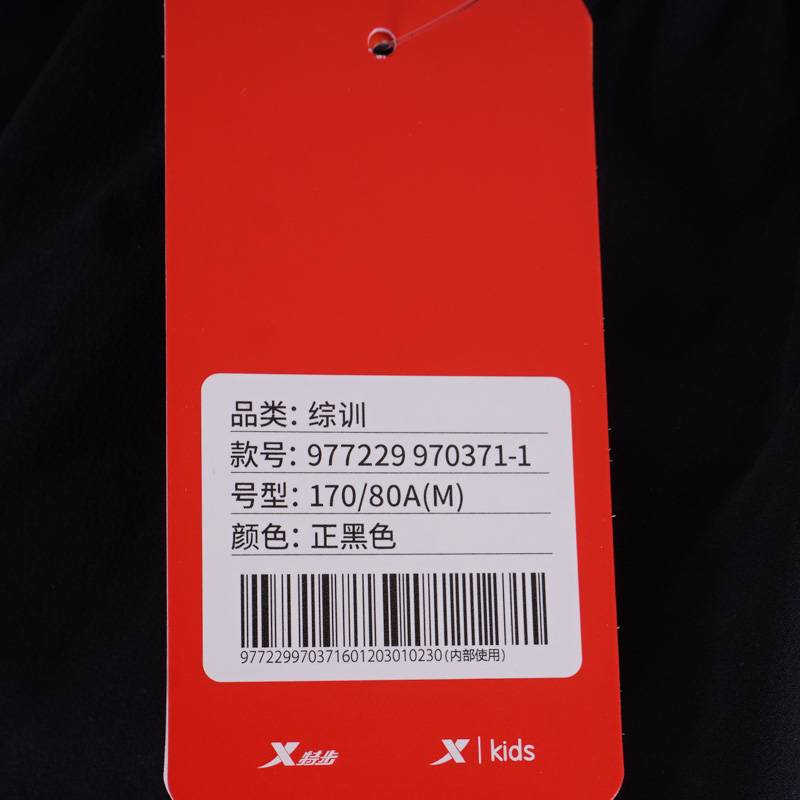 品类：综训
款号：977229 970371-1
号型：170/80A(M)
颜色：正黑色
977229970371601203010230(内部使用)
X特步 X | kids